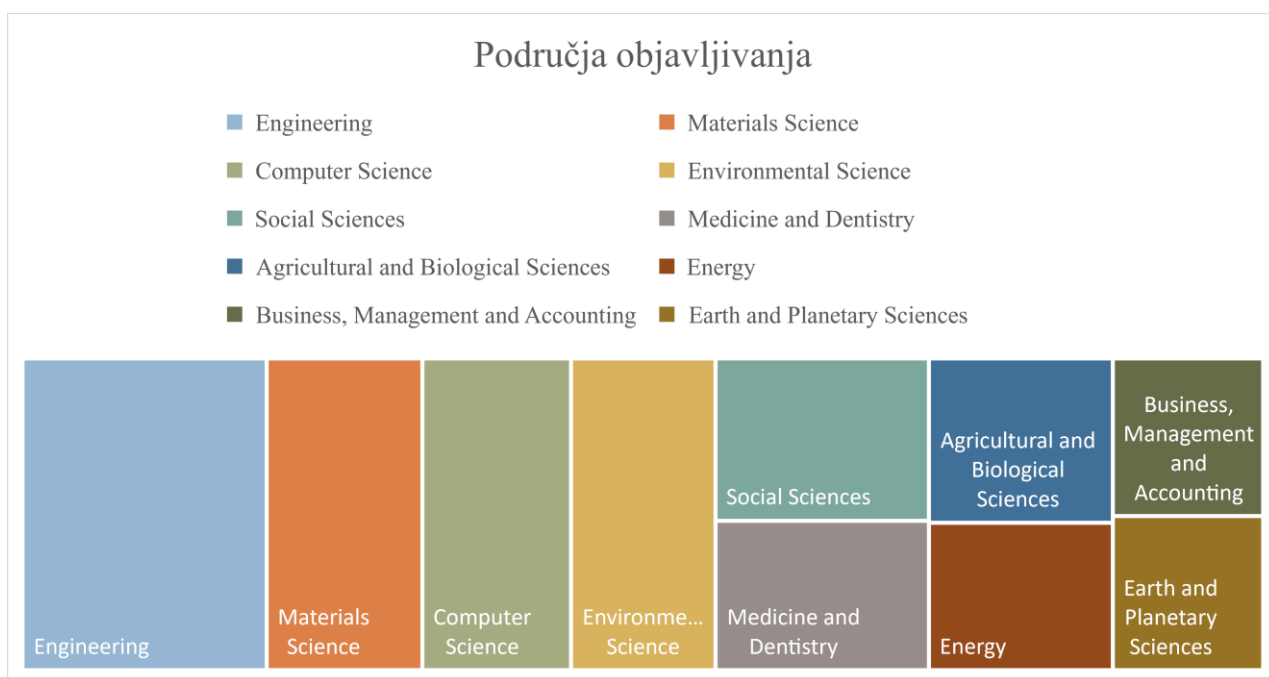 Područja objavljivanja
Engineering
Materials Science
Computer Science
Environmental Science
Social Sciences
Medicine and Dentistry
Agricultural and Biological Sciences
Energy
Business, Management and Accounting
Earth and Planetary Sciences
Engineering
Materials
Science
Computer
Science
Environme...
Science
Social Sciences
Medicine and
Dentistry
Agricultural and
Biological
Sciences
Energy
Business,
Management
and
Accounting
Earth and
Planetary
Sciences